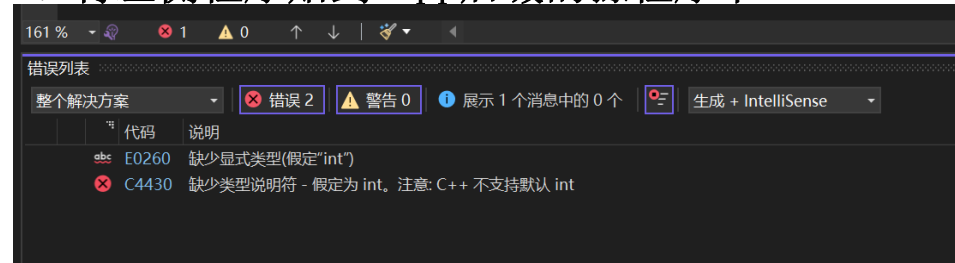 161 % 1 0
错误列表
整个解决方案 错误 2 警告 0 展示 1 个消息中的 0 个 生成 + IntelliSense
代码 说明
E0260 缺少显式类型(假定"int")
C4430 缺少类型说明符 - 假定为 int。注意: C++ 不支持默认 int